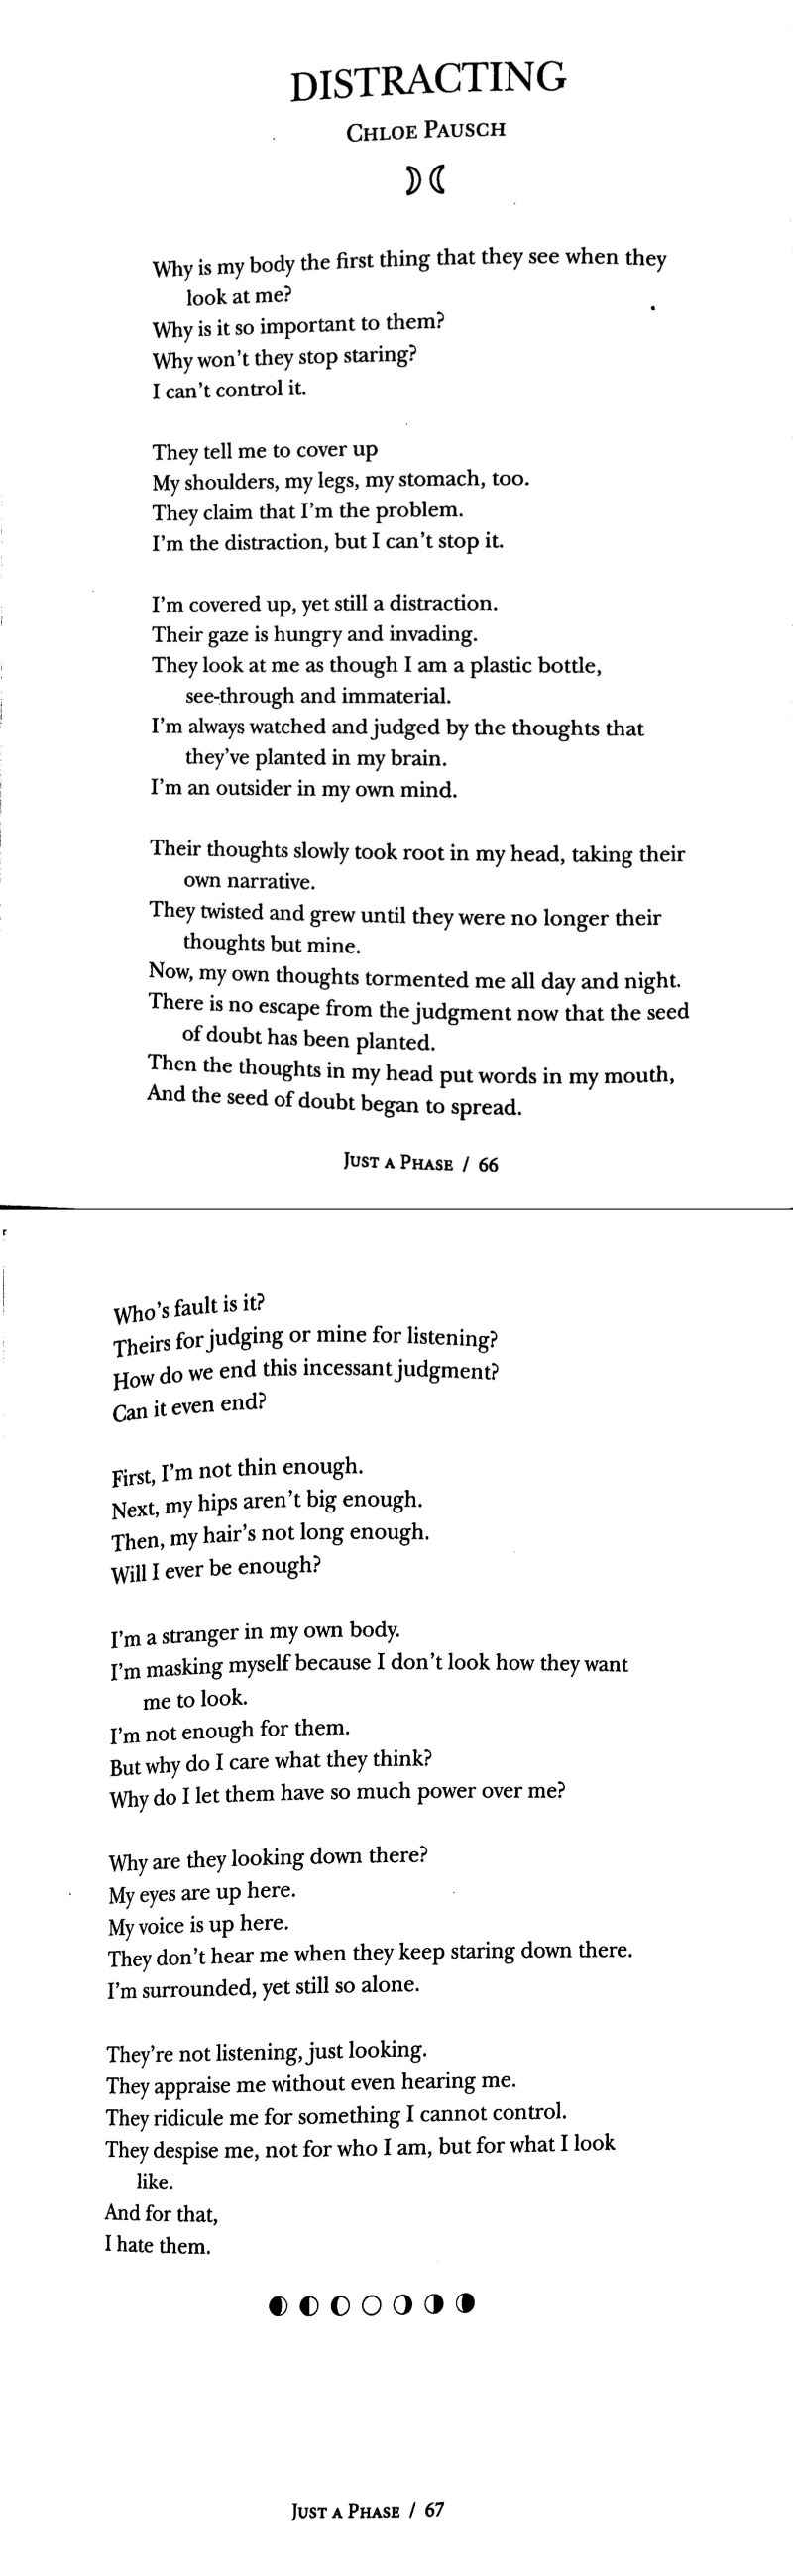 DISTRACTING
CHLOE PAUSCH
Why is my body the first thing that they see when they
look at me?
Why is it so important to them?
Why won't they stop staring?
I can't control it.
They tell me to cover up
My shoulders, my legs, my stomach, too.
They claim that I'm the problem.
I'm the distraction, but I can't stop it.
I'm covered up, yet still a distraction.
Their gaze is hungry and invading.
They look at me as though I am a plastic bottle,
see-through and immaterial.
I'm always watched and judged by the thoughts that
they've planted in my brain.
I'm an outsider in my own mind.
Their thoughts slowly took root in my head, taking their
own narrative.
They twisted and grew until they were no longer their
thoughts but mine.
Now, my own thoughts tormented me all day and night.
There is no escape from the judgment now that the seed
of doubt has been planted.
Then the thoughts in my head put words in my mouth,
And the seed of doubt began to spread.
JUST A PHASE / 66
r
Who's fault is it?
Theirs for judging or mine for listening?
How do we end this incessant judgment?
Can it even end?
First, I'm not thin enough.
Next, my hips aren't big enough.
Then, my hair's not long enough.
Will I ever be enough?
I'm a stranger in my own body.
I'm masking myself because I don't look how they want
me to look.
I'm not enough for them.
But why do I care what they think?
Why do I let them have so much power over me?
Why are they looking down there?
My eyes are up here.
My voice is up here.
They don't hear me when they keep staring down there.
I'm surrounded, yet still so alone.
They're not listening, just looking.
They appraise me without even hearing me.
They ridicule me for something I cannot control.
They despise me, not for who I am, but for what I look
like.
And for that,
I hate them.
JUST A PHASE / 67